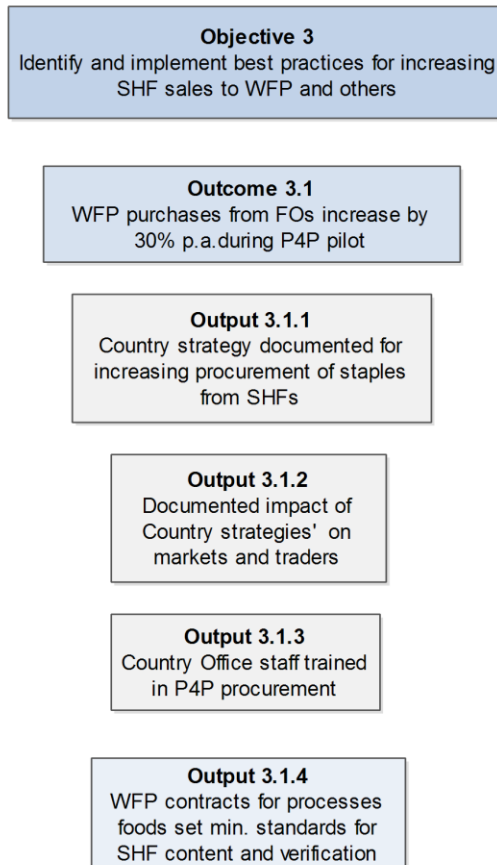 Objective 3
Identify and implement best practices for increasing
SHF sales to WFP and others
Outcome 3.1
WFP purchases from FOs increase by
30% p.a.during P4P pilot
Output 3.1.1
Country strategy documented for
increasing procurement of staples
from SHFs
Output 3.1.2
Documented impact of
Country strategies' on
markets and traders
Output 3.1.3
Country Office staff trained
in P4P procurement
Output 3.1.4
WFP contracts for processes
foods set min. standards for
SHF content and verification